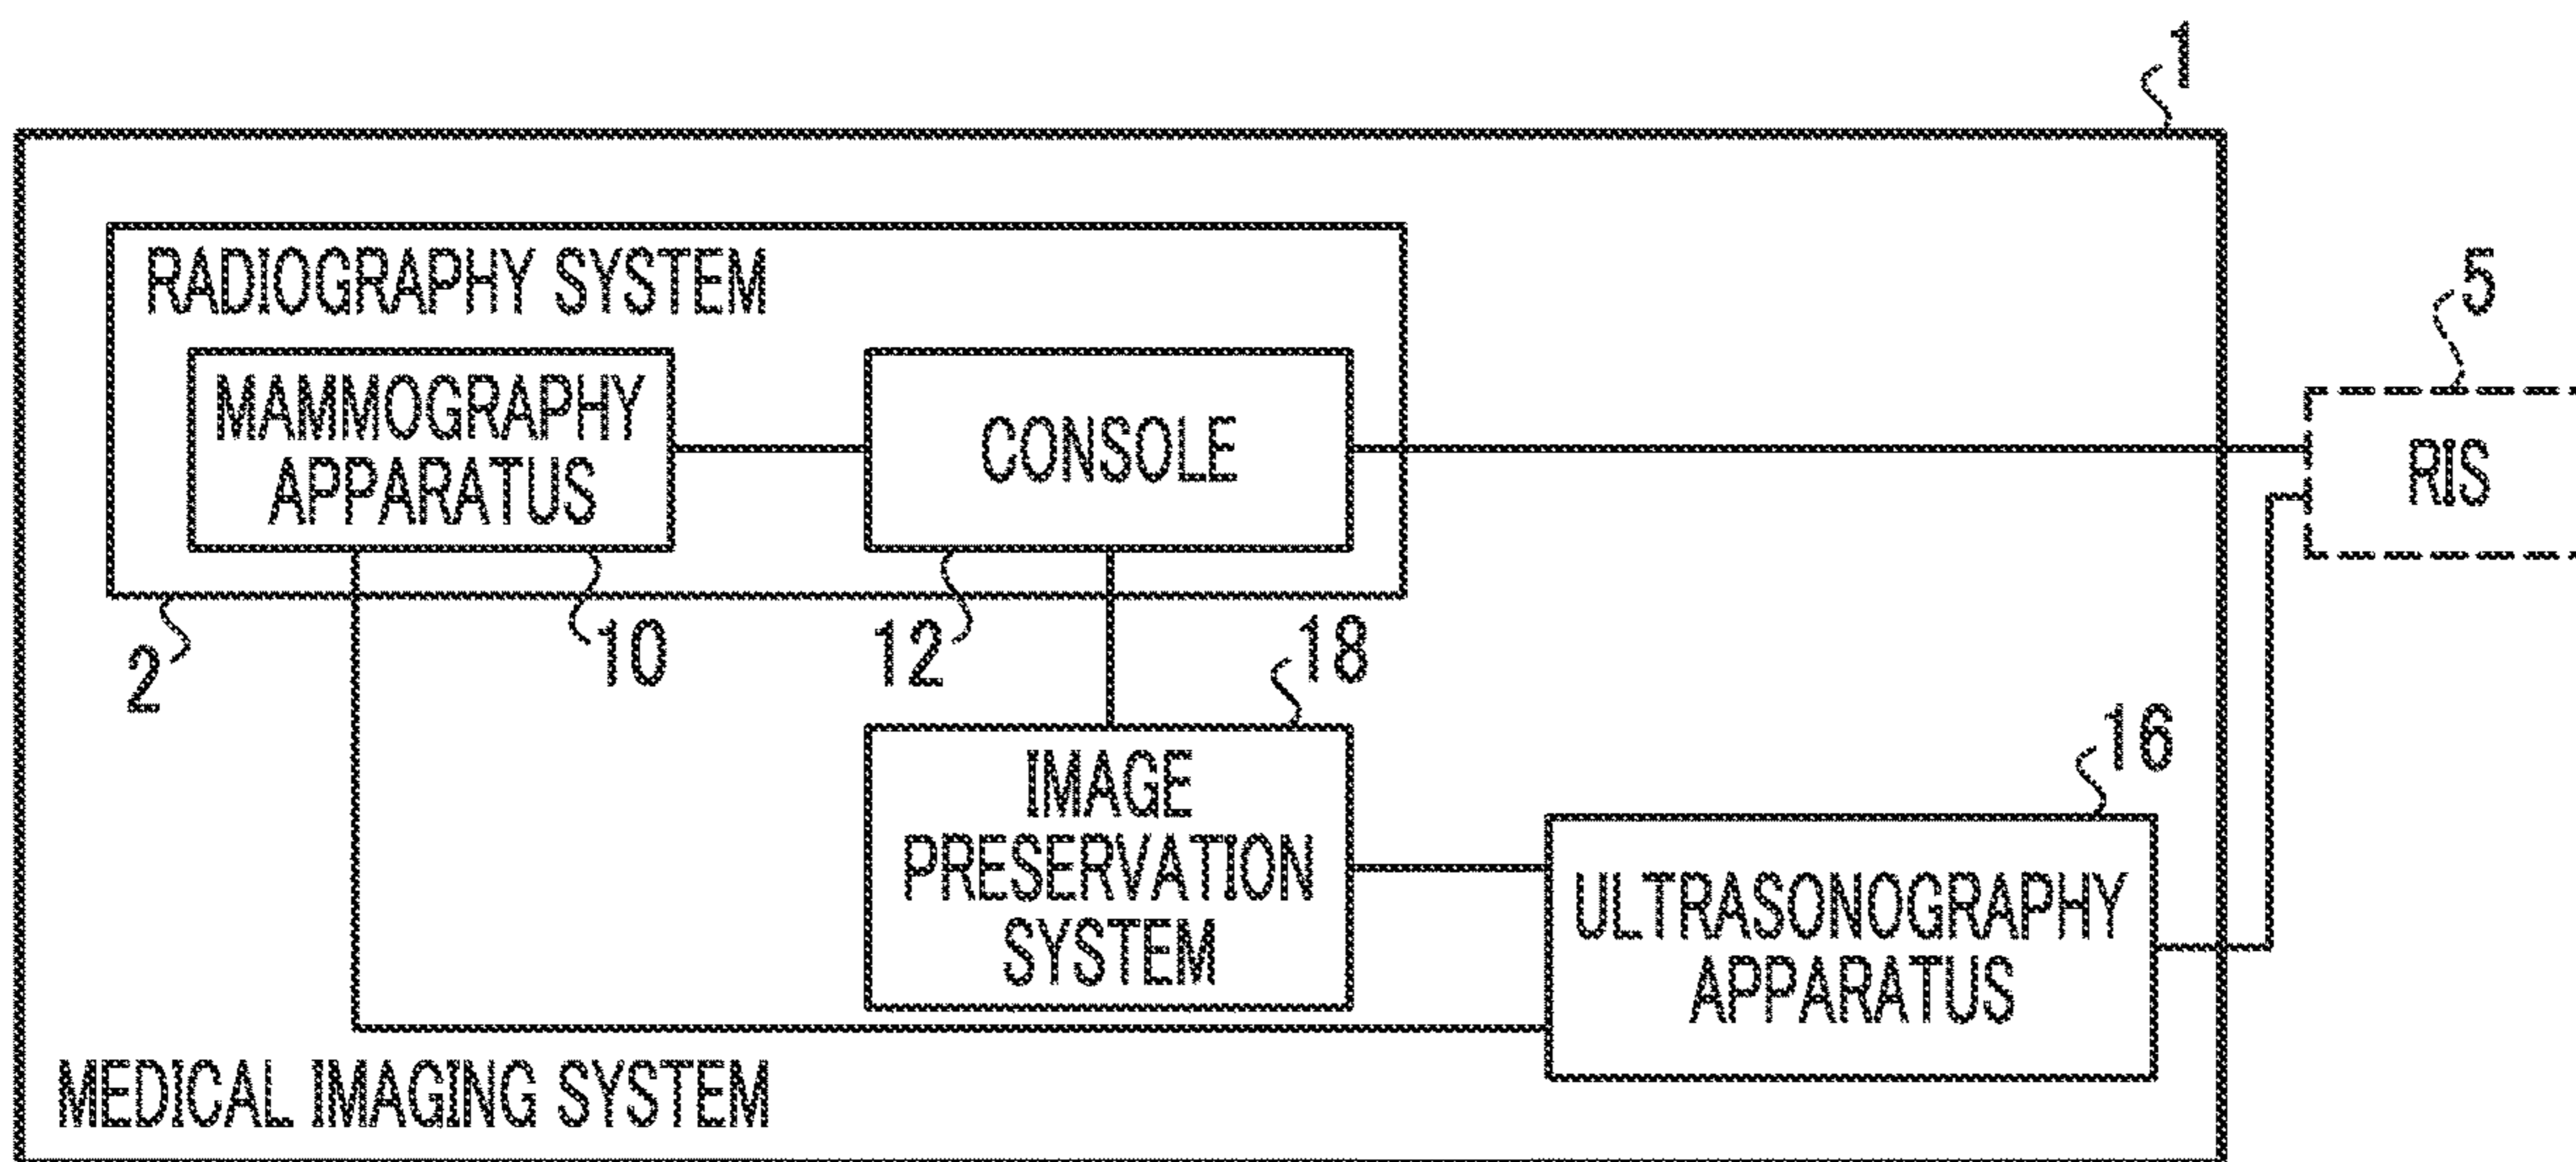 1
RADIOGRAPHY SYSTEM
5
MAMMOGRAPHY
APPARATUS
CONSOLE
RIS
2
10
12
18
IMAGE
PRESERVATION
SYSTEM
16
ULTRASONOGRAPHY
APPARATUS
MEDICAL IMAGING SYSTEM